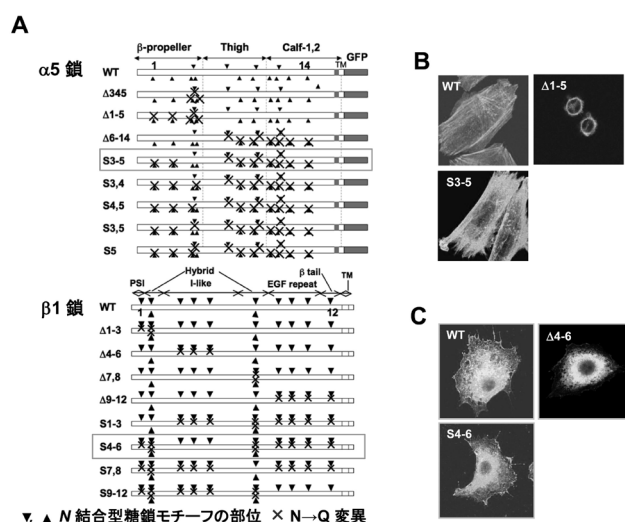 A
β-propeller Thigh Calf-1,2 GFP
α5 鎖
1 14 TM
WT
Δ345
Δ1-5
Δ6-14
S3-5
S3,4
S4,5
S3,5
S5
β1 鎖
PSI Hybrid I-like EGF repeat β tail TM
WT
1 12
Δ1-3
Δ4-6
Δ7,8
Δ9-12
S1-3
S4-6
S7,8
S9-12
▼, ▲ N 結合型糖鎖モチーフの部位 × N→Q 変異
B
WT Δ1-5
S3-5
C
WT Δ4-6
S4-6